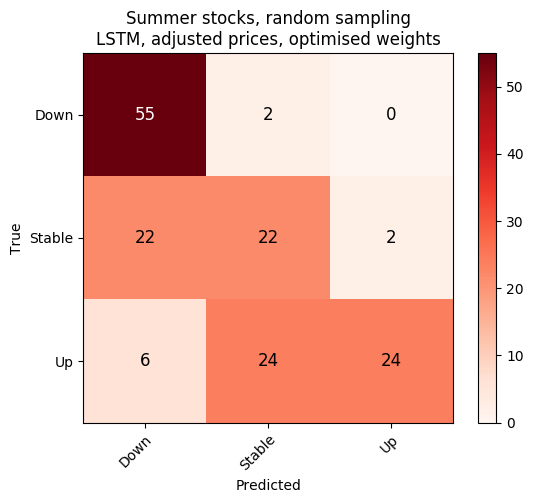 Summer stocks, random sampling
LSTM, adjusted prices, optimised weights
Down 55 2 0
Stable 22 22 2
Up 6 24 24
True
Down Stable Up
Predicted
50
40
30
20
10
0